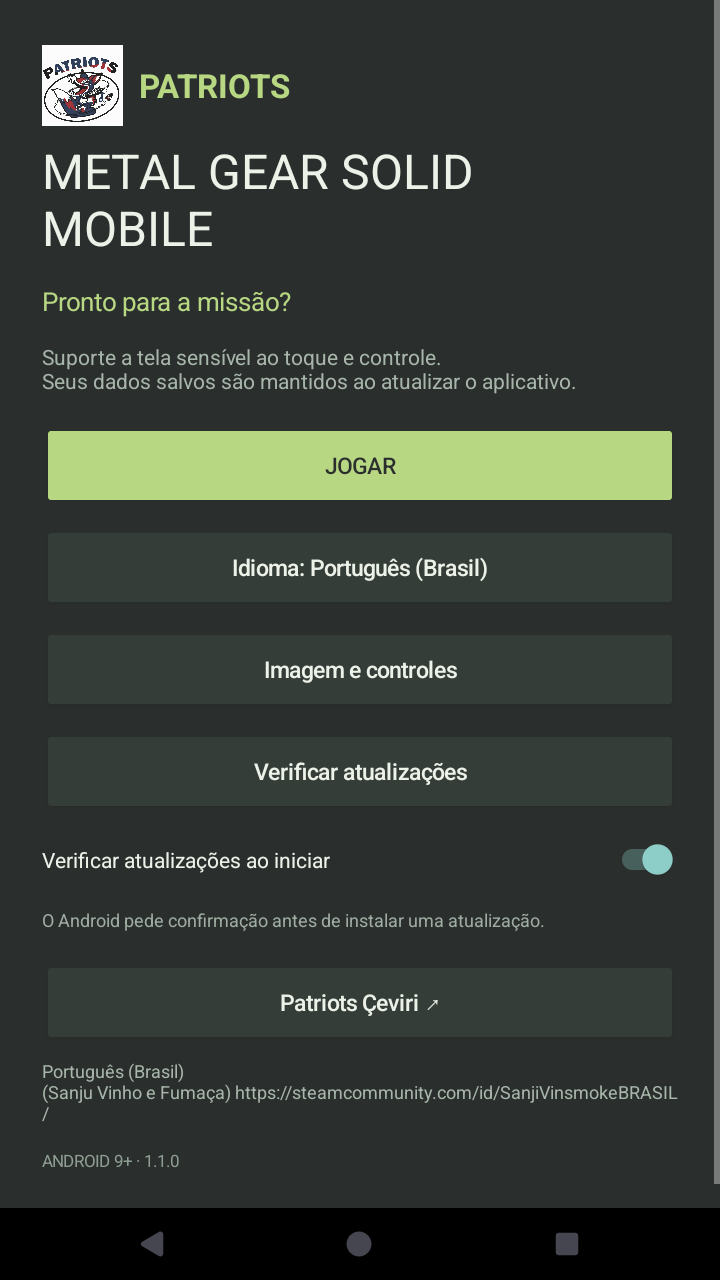 PATRIOTS
PATRIOTS
METAL GEAR SOLID
MOBILE
Pronto para a missão?
Suporte a tela sensível ao toque e controle.
Seus dados salvos são mantidos ao atualizar o aplicativo.
JOGAR
Idioma: Português (Brasil)
Imagem e controles
Verificar atualizações
Verificar atualizações ao iniciar
O Android pede confirmação antes de instalar uma atualização.
Patriots Çeviri ↗
Português (Brasil)
(Sanju Vinho e Fumaça) https://steamcommunity.com/id/SanjiVinsmokeBRASIL
/
ANDROID 9+ · 1.1.0